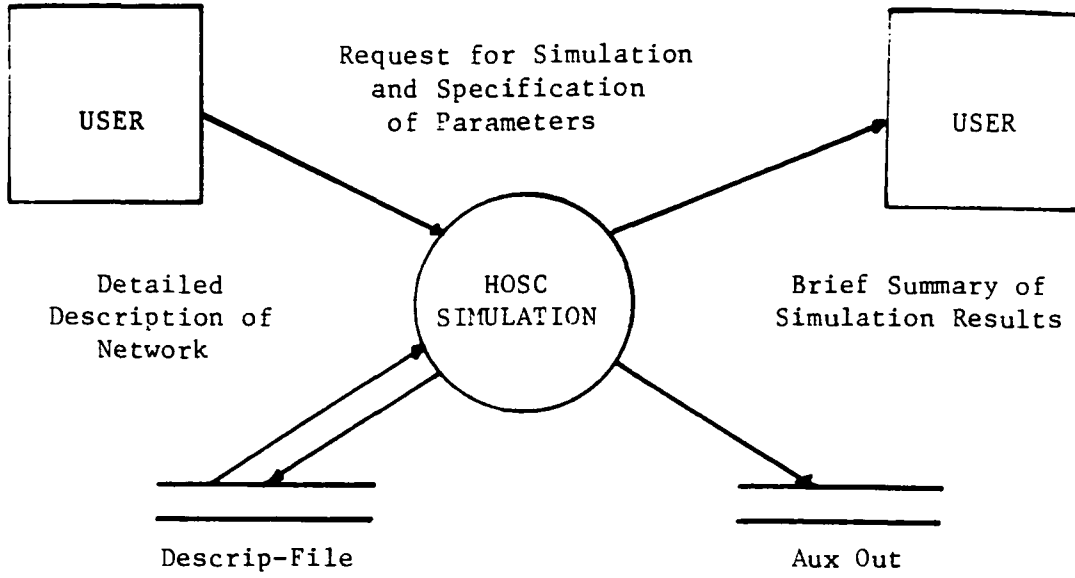 Request for Simulation
and Specification
of Parameters
USER
USER
Detailed
Description of
Network
HOSC
SIMULATION
Brief Summary of
Simulation Results
Descrip-File
Aux Out